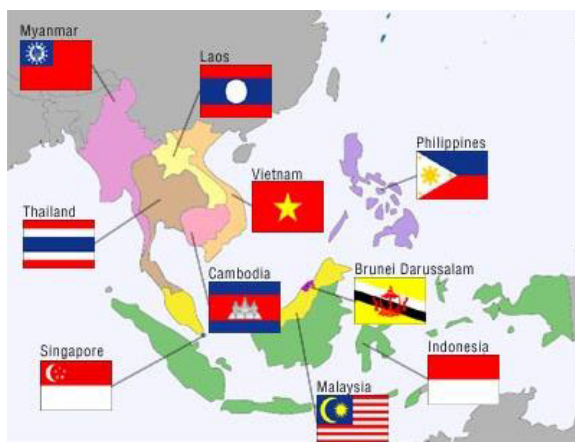 Myanmar
Laos
Philippines
Vietnam
Thailand
Cambodia
Brunei Darussalam
Singapore
Indonesia
Malaysia